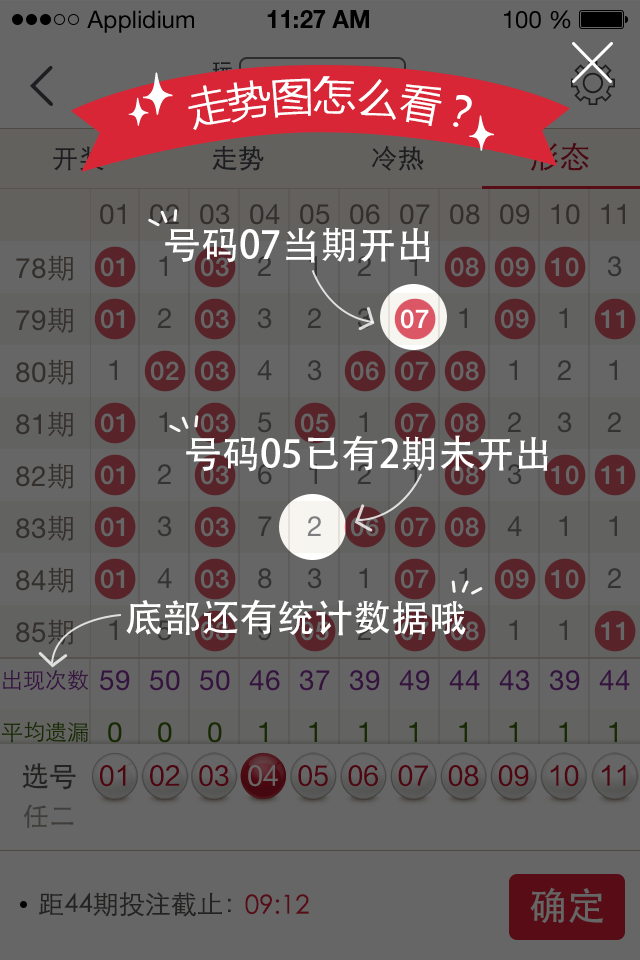 ●●●○○ Applidium 11:27 AM 100 %
走势图怎么看？
开奖 走势 冷热 形态
01 02 03 04 05 06 07 08 09 10 11
号码07当期开出
78期 01 1 03 2 1 2 1 08 09 10 3
79期 01 2 03 3 2 07 1 09 1 11
80期 1 02 03 4 3 06 07 08 1 2 1
81期 01 1 03 5 05 1 07 08 2 3 2
号码05已有2期未开出
82期 01 2 03 6 1 08 3 10 11
83期 01 3 03 7 2 06 07 08 4 1 1
84期 01 4 03 8 3 1 07 1 09 10 2
底部还有统计数据哦
85期 1 1 1 11
出现次数 59 50 50 46 37 39 49 44 43 39 44
平均遗漏 0 0 0 1 1 1 1 1 1 1 1
选号 01 02 03 04 05 06 07 08 09 10 11
任二
• 距44期投注截止：09:12 确定